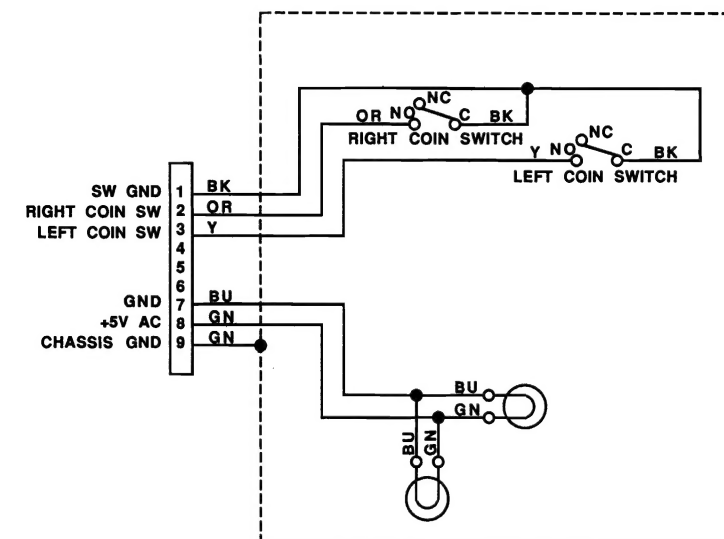 NC
OR NO C BK
RIGHT COIN SWITCH
NC
Y NO C BK
LEFT COIN SWITCH
SW GND 1 BK
RIGHT COIN SW 2 OR
LEFT COIN SW 3 Y
4
5
6
GND 7 BU
+5V AC 8 GN
CHASSIS GND 9 GN
BU
GN
BU GN